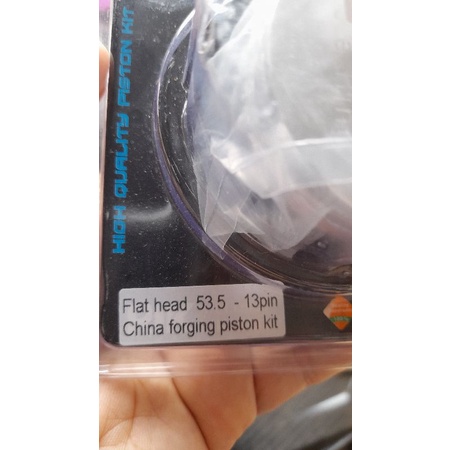 HIGH QUALITY PISTON KIT
Flat head 53.5 - 13pin
China forging piston kit